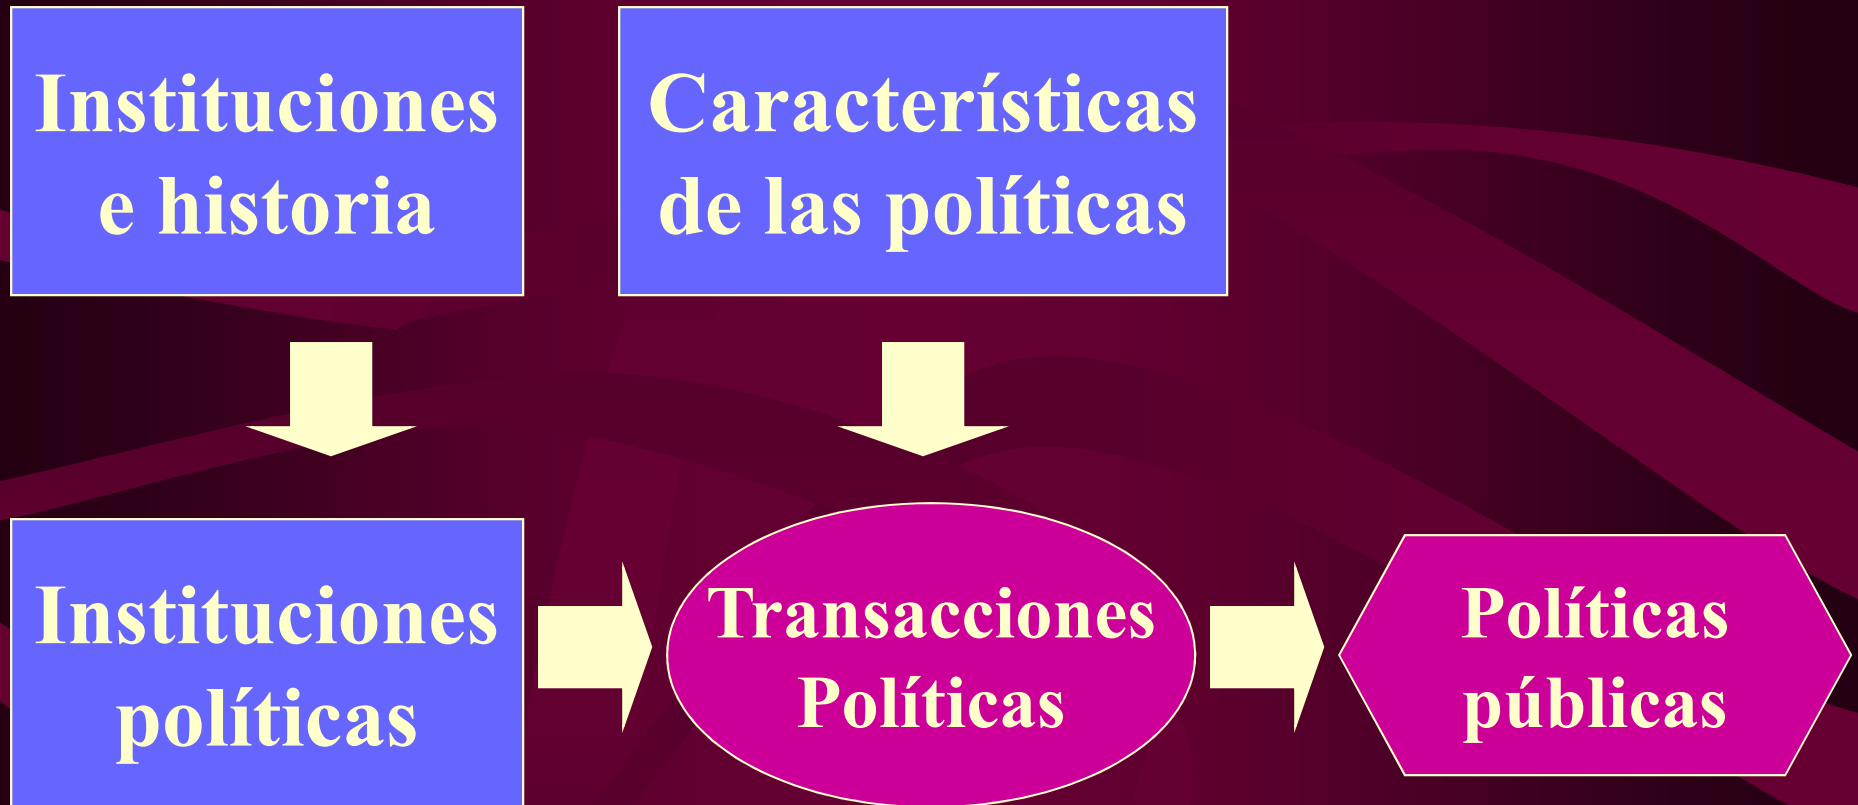 Instituciones
e historia
Características
de las políticas
Instituciones
políticas
Transacciones
Políticas
Políticas
públicas